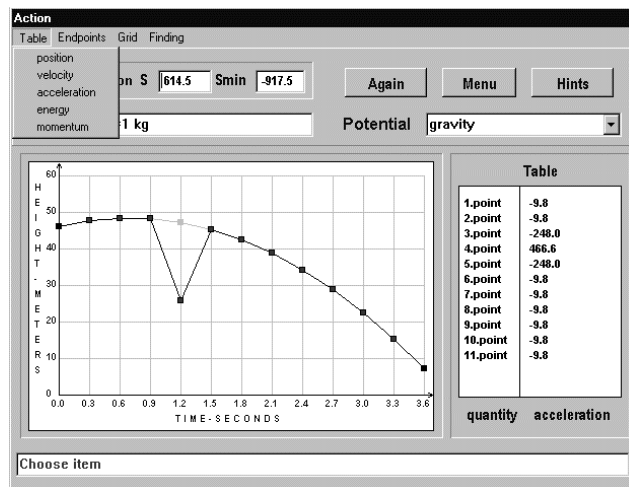 Action
Table Endpoints Grid Finding
position
velocity
acceleration
energy
momentum
on S 614.5 Smin -917.5
=1 kg
Again Menu Hints
Potential gravity
HEIGHT-METERS
60
50
40
30
20
10
0
0.0 0.3 0.6 0.9 1.2 1.5 1.8 2.1 2.4 2.7 3.0 3.3 3.6
TIME-SECONDS
Table
1.point -9.8
2.point -9.8
3.point -248.0
4.point 466.6
5.point -248.0
6.point -9.8
7.point -9.8
8.point -9.8
9.point -9.8
10.point -9.8
11.point -9.8
quantity acceleration
Choose item